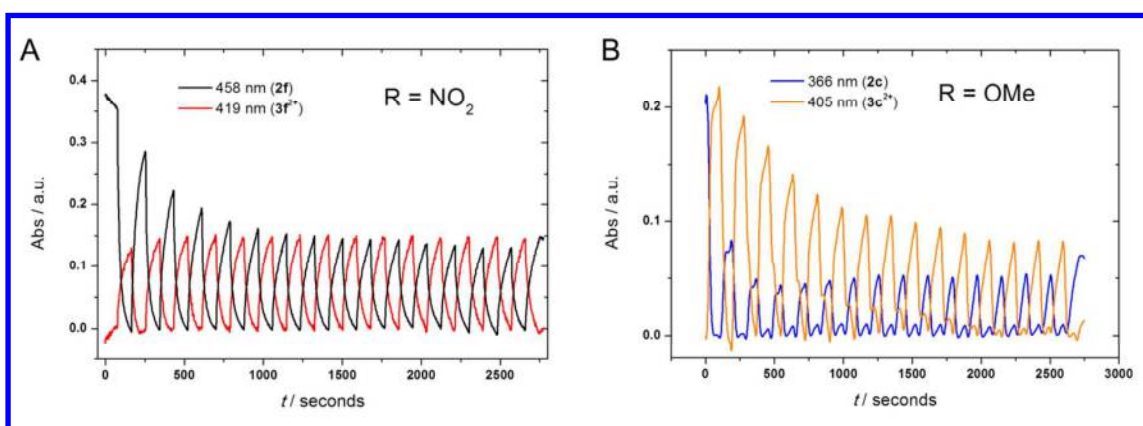 A
458 nm (2f)
419 nm (3f²⁺)
R = NO₂
Abs / a.u.
0.4
0.3
0.2
0.1
0.0
0 500 1000 1500 2000 2500
t / seconds
B
366 nm (2c)
405 nm (3c²⁺)
R = OMe
Abs / a.u.
0.2
0.1
0.0
0 500 1000 1500 2000 2500 3000
t / seconds